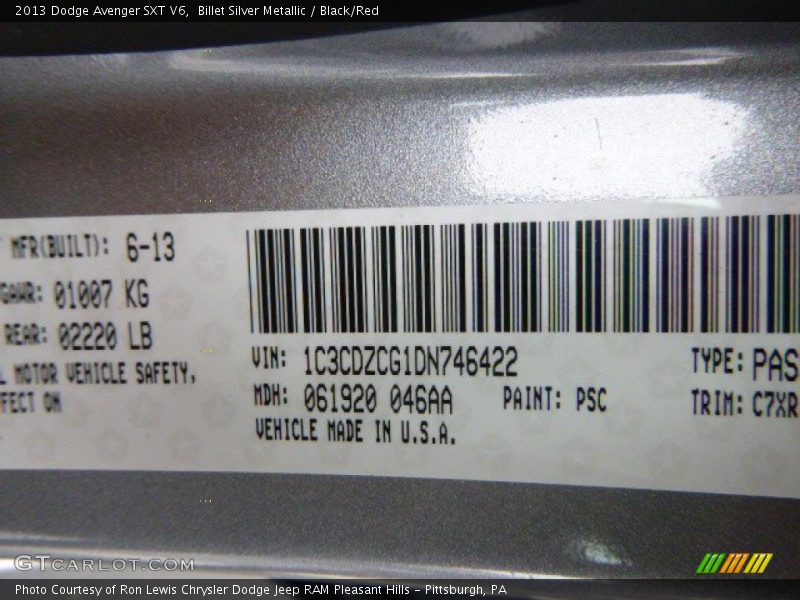 2013 Dodge Avenger SXT V6, Billet Silver Metallic / Black/Red
MFR(BUILT): 6-13
GAWR: 01007 KG
REAR: 02220 LB
MOTOR VEHICLE SAFETY,
FFECT ON
VIN: 1C3CDZCG1DN746422
TYPE: PAS
MDH: 061920 046AA
PAINT: PSC
TRIM: C7XR
VEHICLE MADE IN U.S.A.
GTCARLOT.COM
Photo Courtesy of Ron Lewis Chrysler Dodge Jeep RAM Pleasant Hills - Pittsburgh, PA